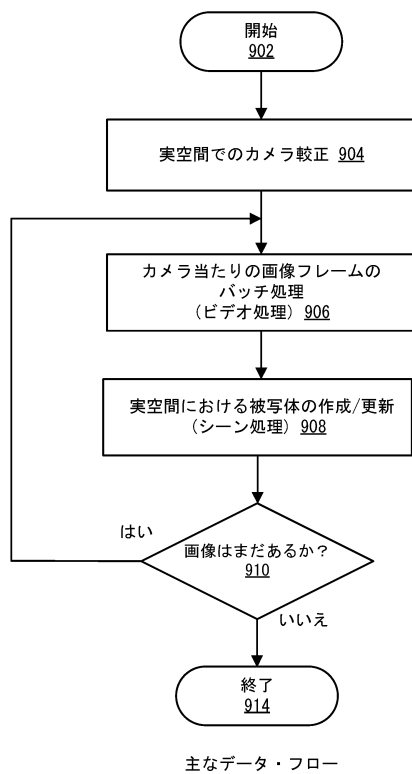 開始
902
実空間でのカメラ較正 904
カメラ当たりの画像フレームの
バッチ処理
(ビデオ処理) 906
実空間における被写体の作成/更新
(シーン処理) 908
はい
画像はまだあるか?
910
いいえ
終了
914
主なデータ・フロー